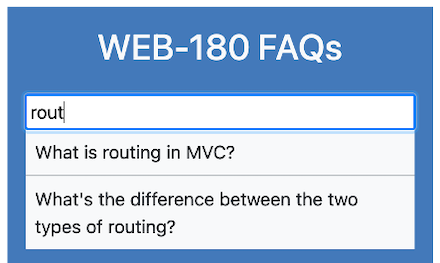 WEB-180 FAQs
rout
What is routing in MVC?
What's the difference between the two
types of routing?